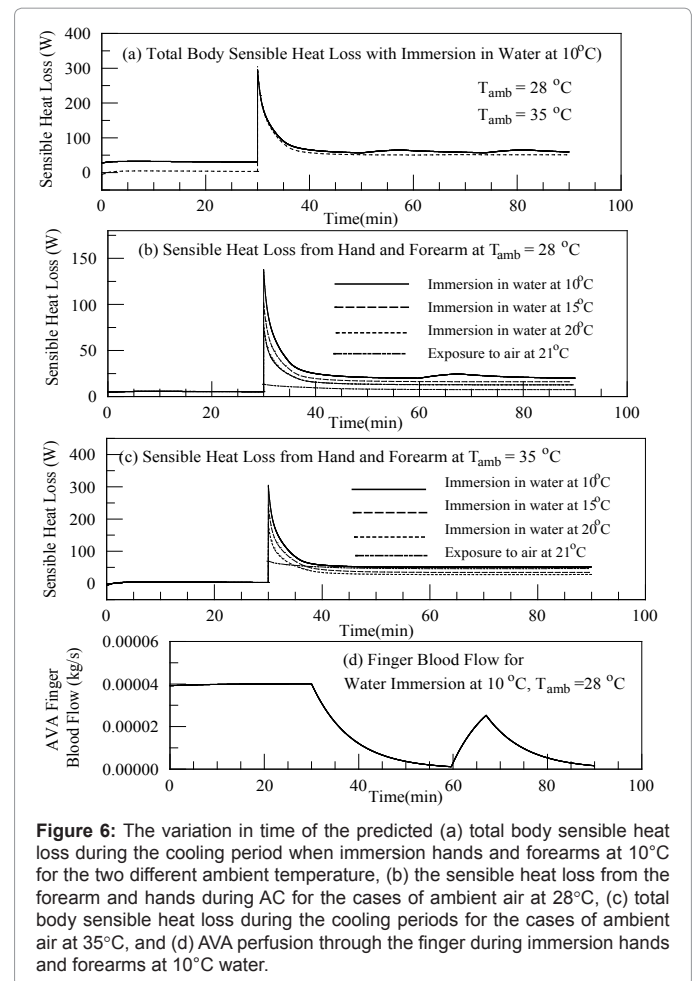 (a) Total Body Sensible Heat Loss with Immersion in Water at 10°C)
Tamb = 28 °C
Tamb = 35 °C
Sensible Heat Loss (W)
400
300
200
100
0
0 20 40 60 80 100
Time(min)
(b) Sensible Heat Loss from Hand and Forearm at Tamb = 28 °C
Immersion in water at 10°C
Immersion in water at 15°C
Immersion in water at 20°C
Exposure to air at 21°C
Sensible Heat Loss (W)
150
100
50
0
0 20 40 60 80 100
Time(min)
(c) Sensible Heat Loss from Hand and Forearm at Tamb = 35 °C
Immersion in water at 10°C
Immersion in water at 15°C
Immersion in water at 20°C
Exposure to air at 21°C
Sensible Heat Loss (W)
400
300
200
100
0
0 20 40 60 80 100
Time(min)
(d) Finger Blood Flow for
Water Immersion at 10 °C, Tamb =28 °C
AVA Finger
Blood Flow (kg/s)
0.00006
0.00004
0.00002
0.00000
0 20 40 60 80 100
Time(min)
Figure 6: The variation in time of the predicted (a) total body sensible heat
loss during the cooling period when immersion hands and forearms at 10°C
for the two different ambient temperature, (b) the sensible heat loss from the
forearm and hands during AC for the cases of ambient air at 28°C, (c) total
body sensible heat loss during the cooling periods for the cases of ambient
air at 35°C, and (d) AVA perfusion through the finger during immersion hands
and forearms at 10°C water.